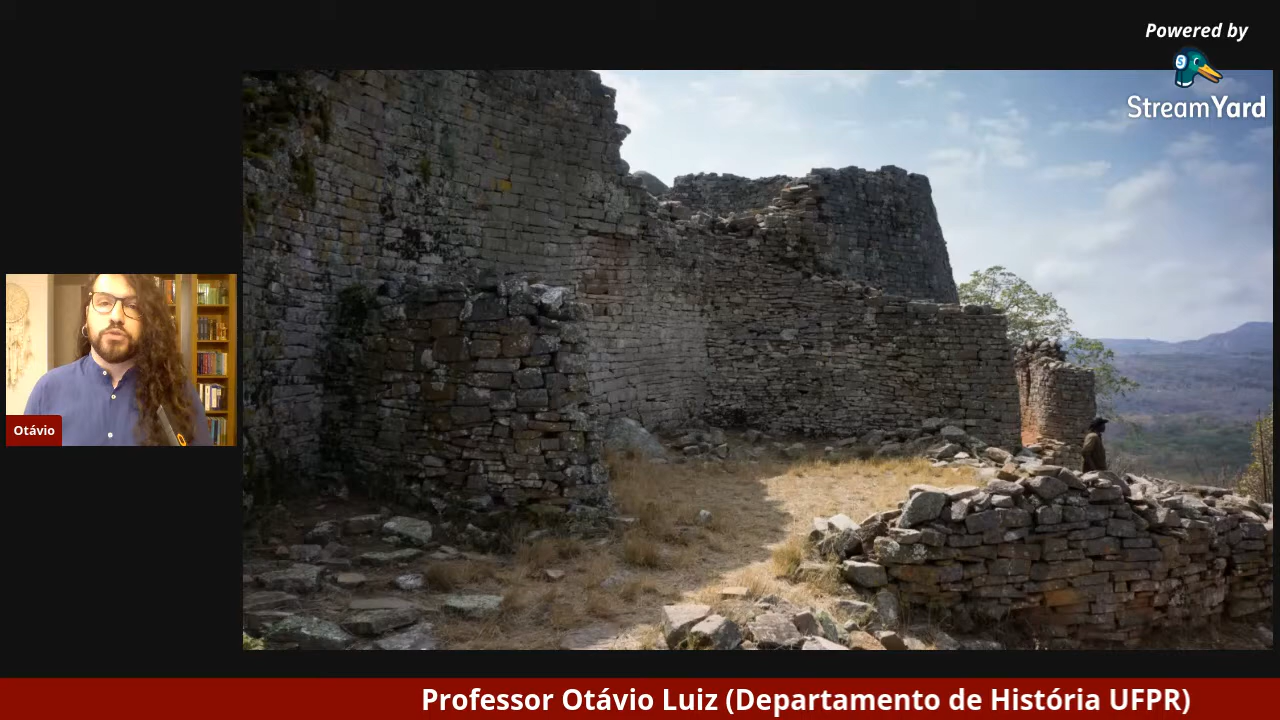 Powered by
StreamYard
Otávio
Professor Otávio Luiz (Departamento de História UFPR)